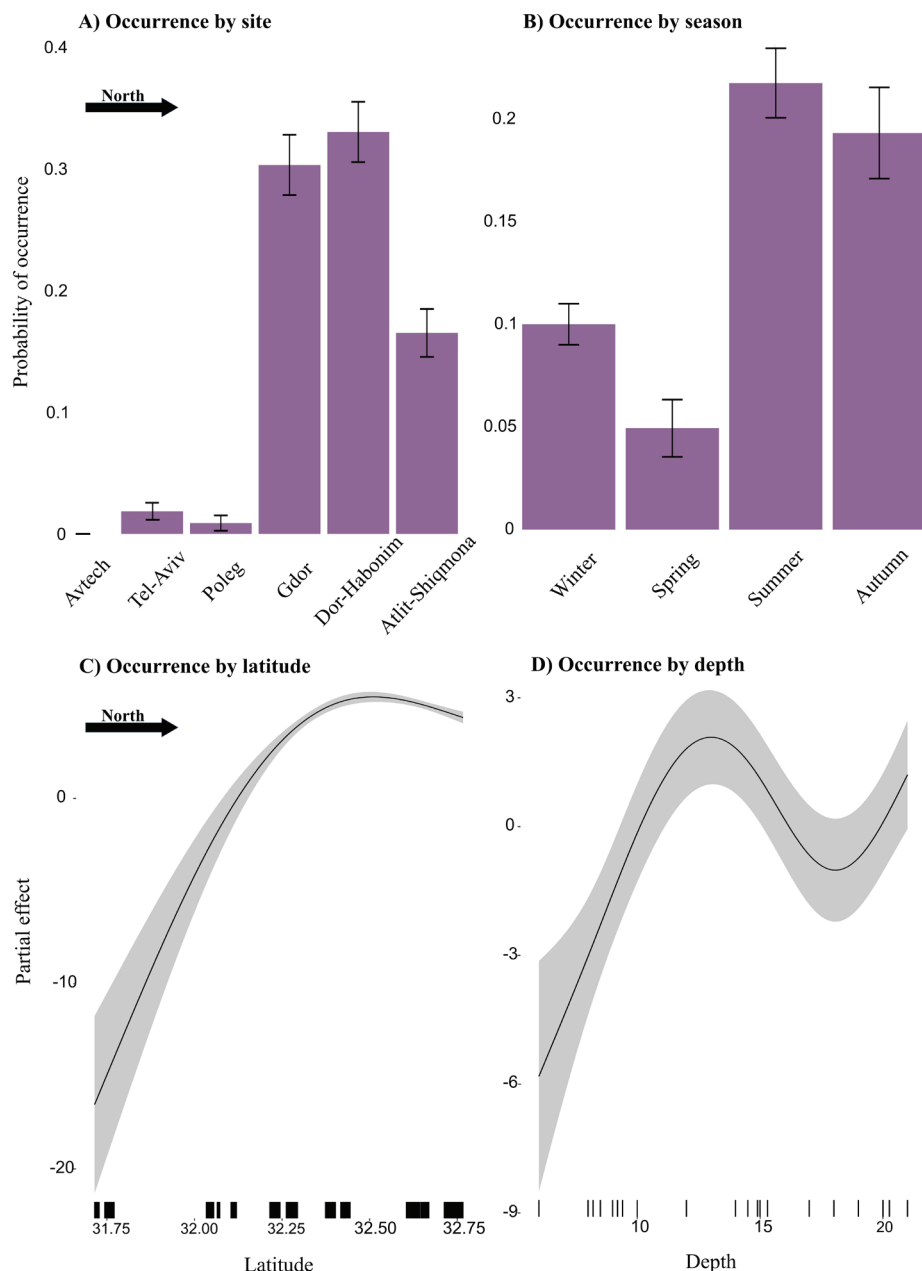 A) Occurrence by site
B) Occurrence by season
North
Probability of occurrence
0.4
0.3
0.2
0.1
0
Avtech
Tel-Aviv
Poleg
Gdor
Dor-Habonim
Atlit-Shiqmona
0.2
0.15
0.1
0.05
0
Winter
Spring
Summer
Autumn
C) Occurrence by latitude
D) Occurrence by depth
North
Partial effect
0
-10
-20
31.75
32.00
32.25
32.50
32.75
Latitude
3
0
-3
-6
-9
10
15
20
Depth